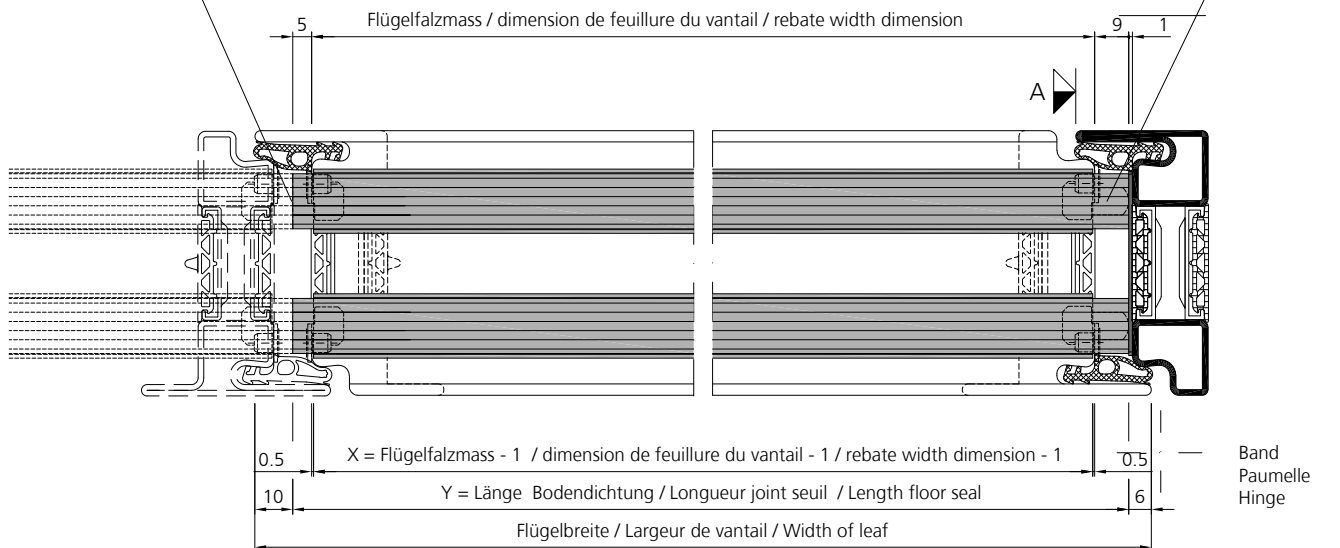 Flügelfalzmass / dimension de feuillure du vantail / rebate width dimension
5
9
1
A
0.5
X = Flügelfalzmass - 1 / dimension de feuillure du vantail - 1 / rebate width dimension - 1
0.5
10
Y = Länge Bodendichtung / Longueur joint seuil / Length floor seal
6
Flügelbreite / Largeur de vantail / Width of leaf
Band
Paumelle
Hinge